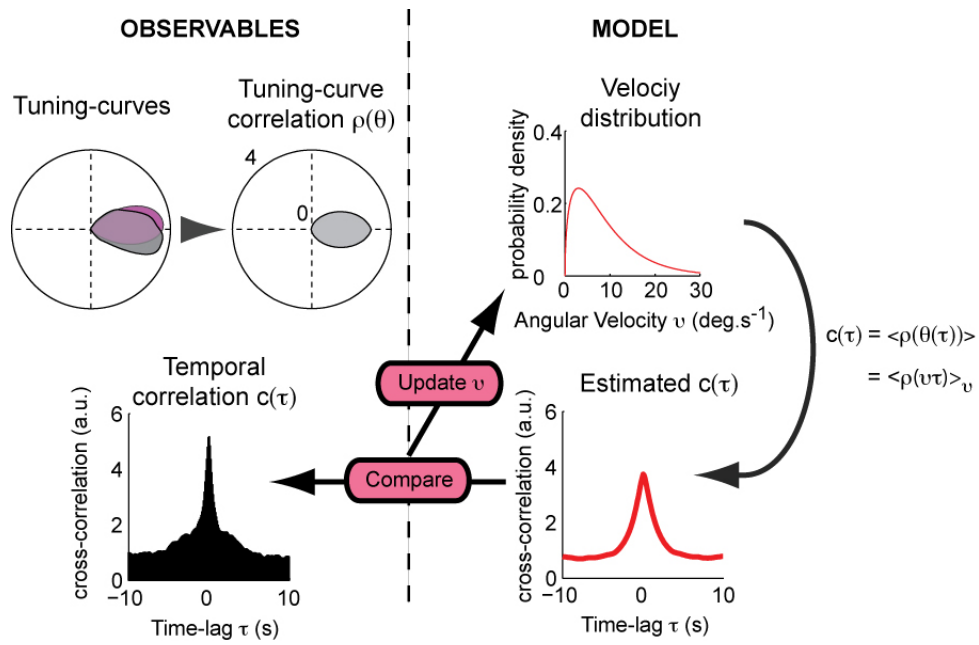 OBSERVABLES
MODEL
Tuning-curves
Tuning-curve
correlation ρ(θ)
4
0
Velociy
distribution
probability density
0.4
0.2
0
0 10 20 30
Angular Velocity υ (deg.s-1)
c(τ) = <ρ(θ(τ))>
= <ρ(υτ)>υ
Update υ
Compare
Temporal
correlation c(τ)
cross-correlation (a.u.)
6
4
2
0
−10 0 10
Time-lag τ (s)
Estimated c(τ)
cross-correlation (a.u.)
6
4
2
0
−10 0 10
Time-lag τ (s)